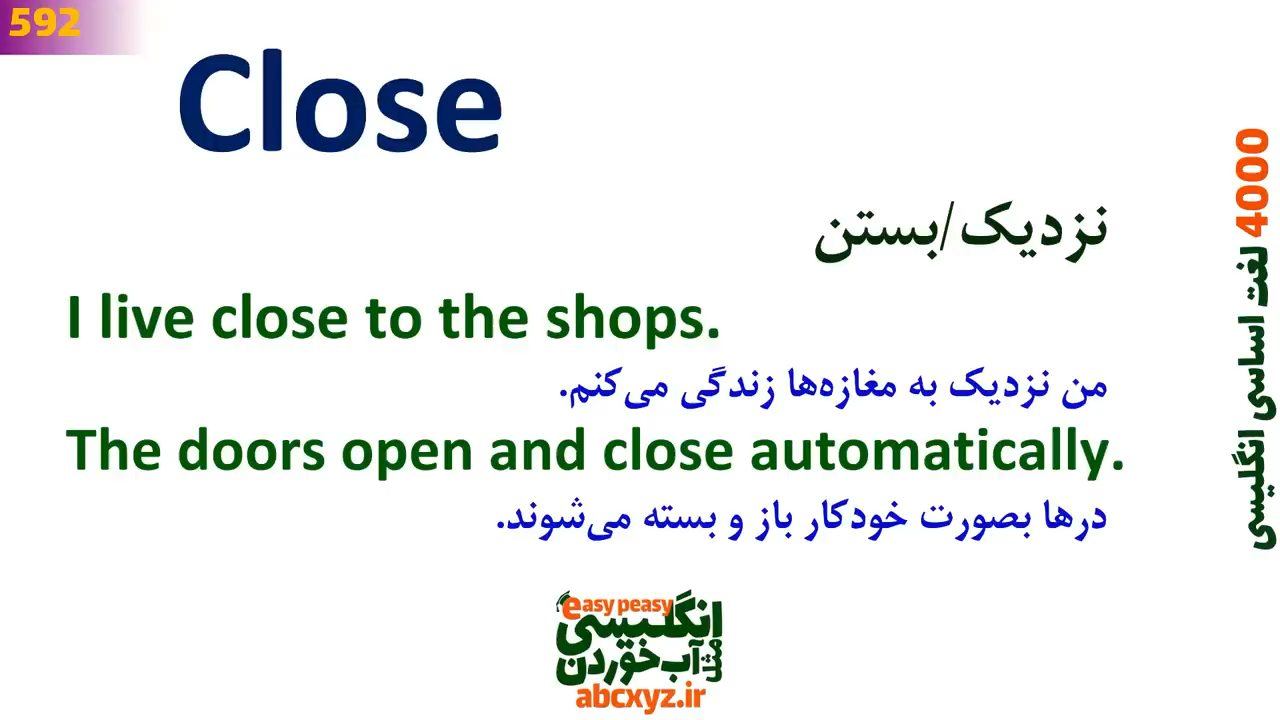 592
Close
نزدیک/بستن
I live close to the shops.
من نزدیک به مغازه‌ها زندگی می‌کنم.
The doors open and close automatically.
درها بصورت خودکار باز و بسته می‌شوند.
4000 لغت اساسی انگلیسی
easy peasy
انگلیسی
مثل آب خوردن
abcxyz.ir